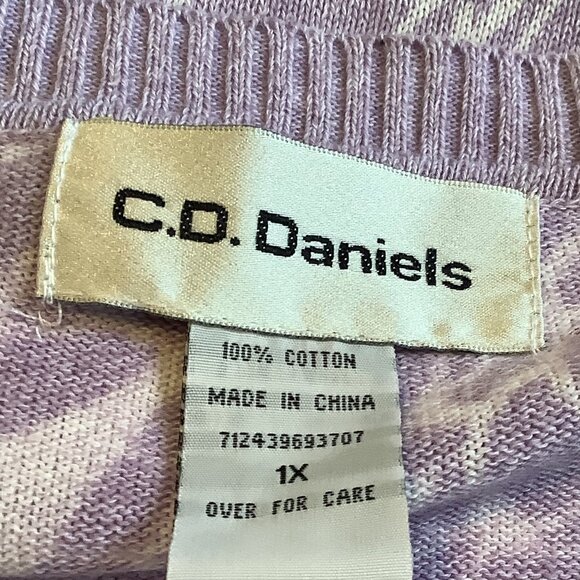 C.D. Daniels
100% COTTON
MADE IN CHINA
712439693707
1X
OVER FOR CARE